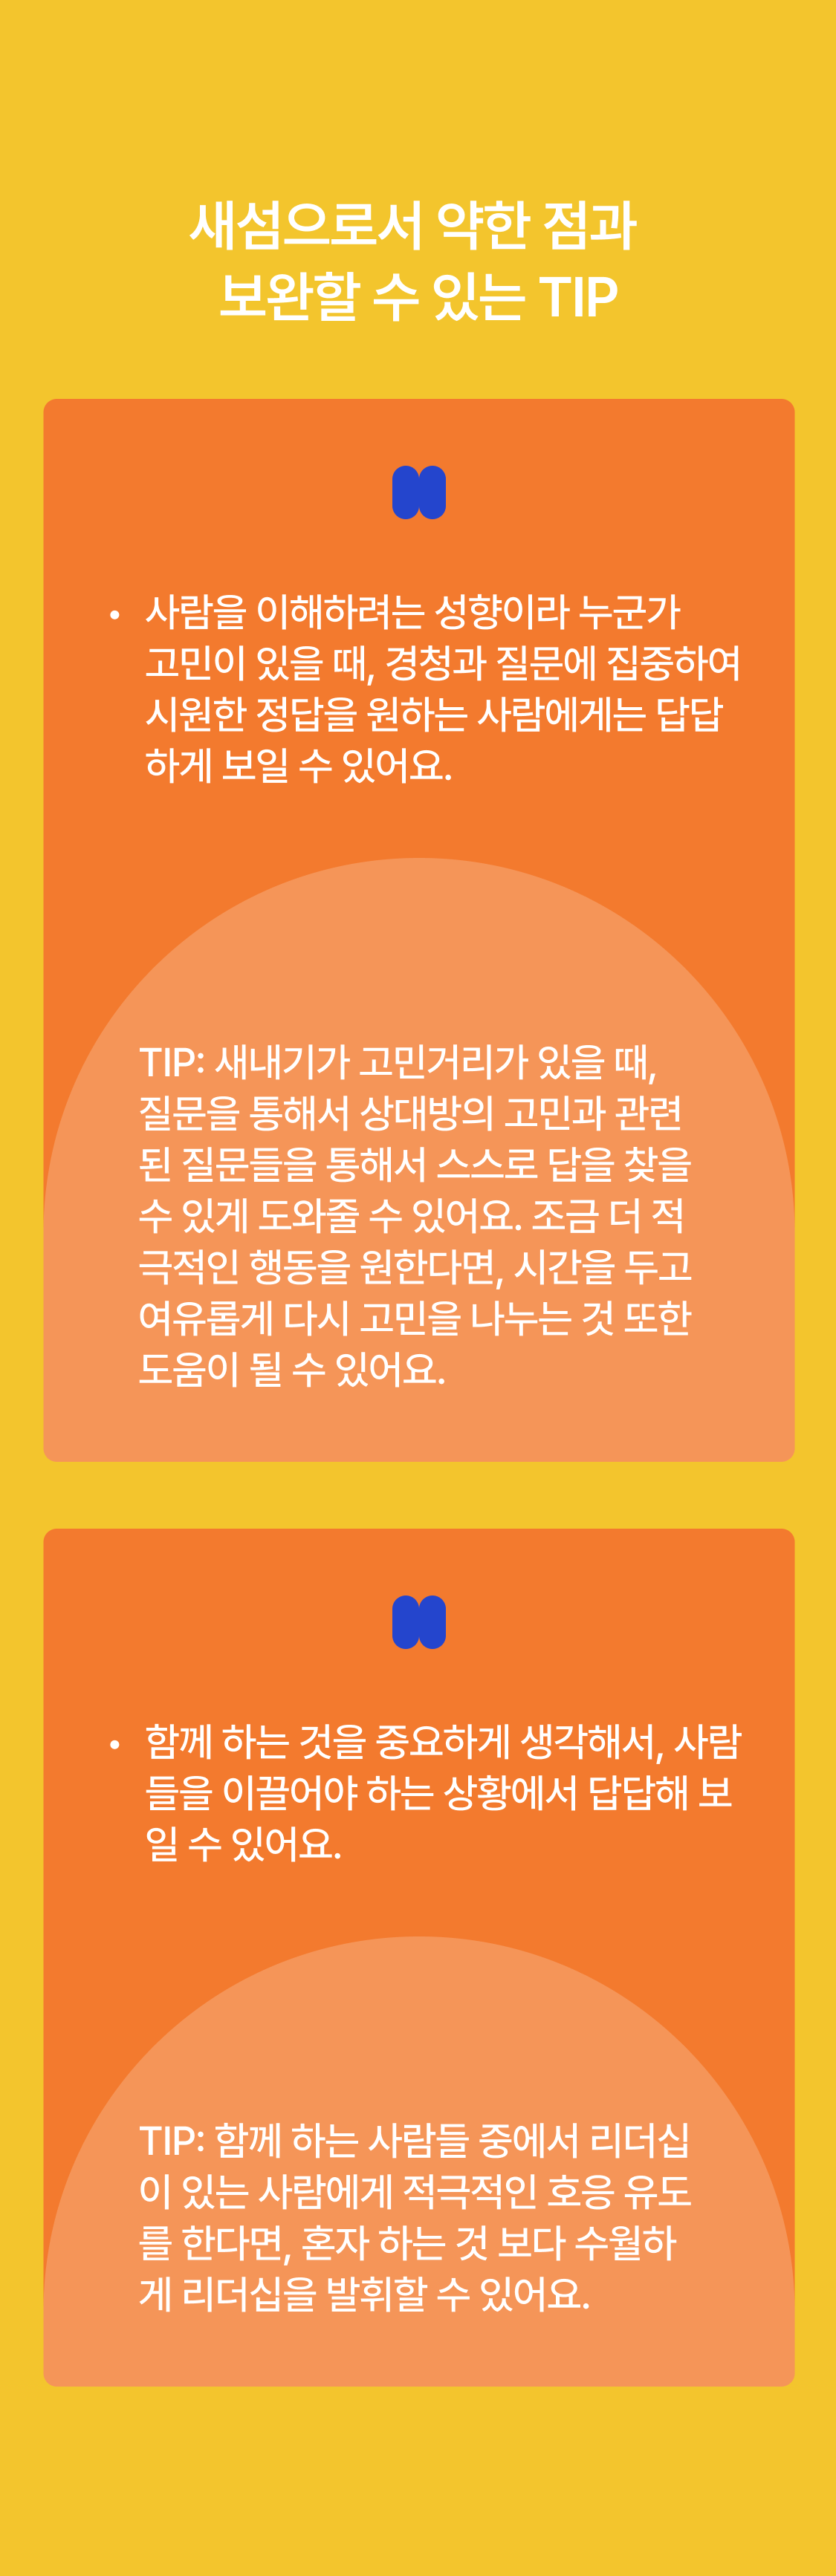 새섬으로서 약한 점과
보완할 수 있는 TIP
• 사람을 이해하려는 성향이라 누군가
고민이 있을 때, 경청과 질문에 집중하여
시원한 정답을 원하는 사람에게는 답답
하게 보일 수 있어요.
TIP: 새내기가 고민거리가 있을 때,
질문을 통해서 상대방의 고민과 관련
된 질문들을 통해서 스스로 답을 찾을
수 있게 도와줄 수 있어요. 조금 더 적
극적인 행동을 원한다면, 시간을 두고
여유롭게 다시 고민을 나누는 것 또한
도움이 될 수 있어요.
• 함께 하는 것을 중요하게 생각해서, 사람
들을 이끌어야 하는 상황에서 답답해 보
일 수 있어요.
TIP: 함께 하는 사람들 중에서 리더십
이 있는 사람에게 적극적인 호응 유도
를 한다면, 혼자 하는 것 보다 수월하
게 리더십을 발휘할 수 있어요.